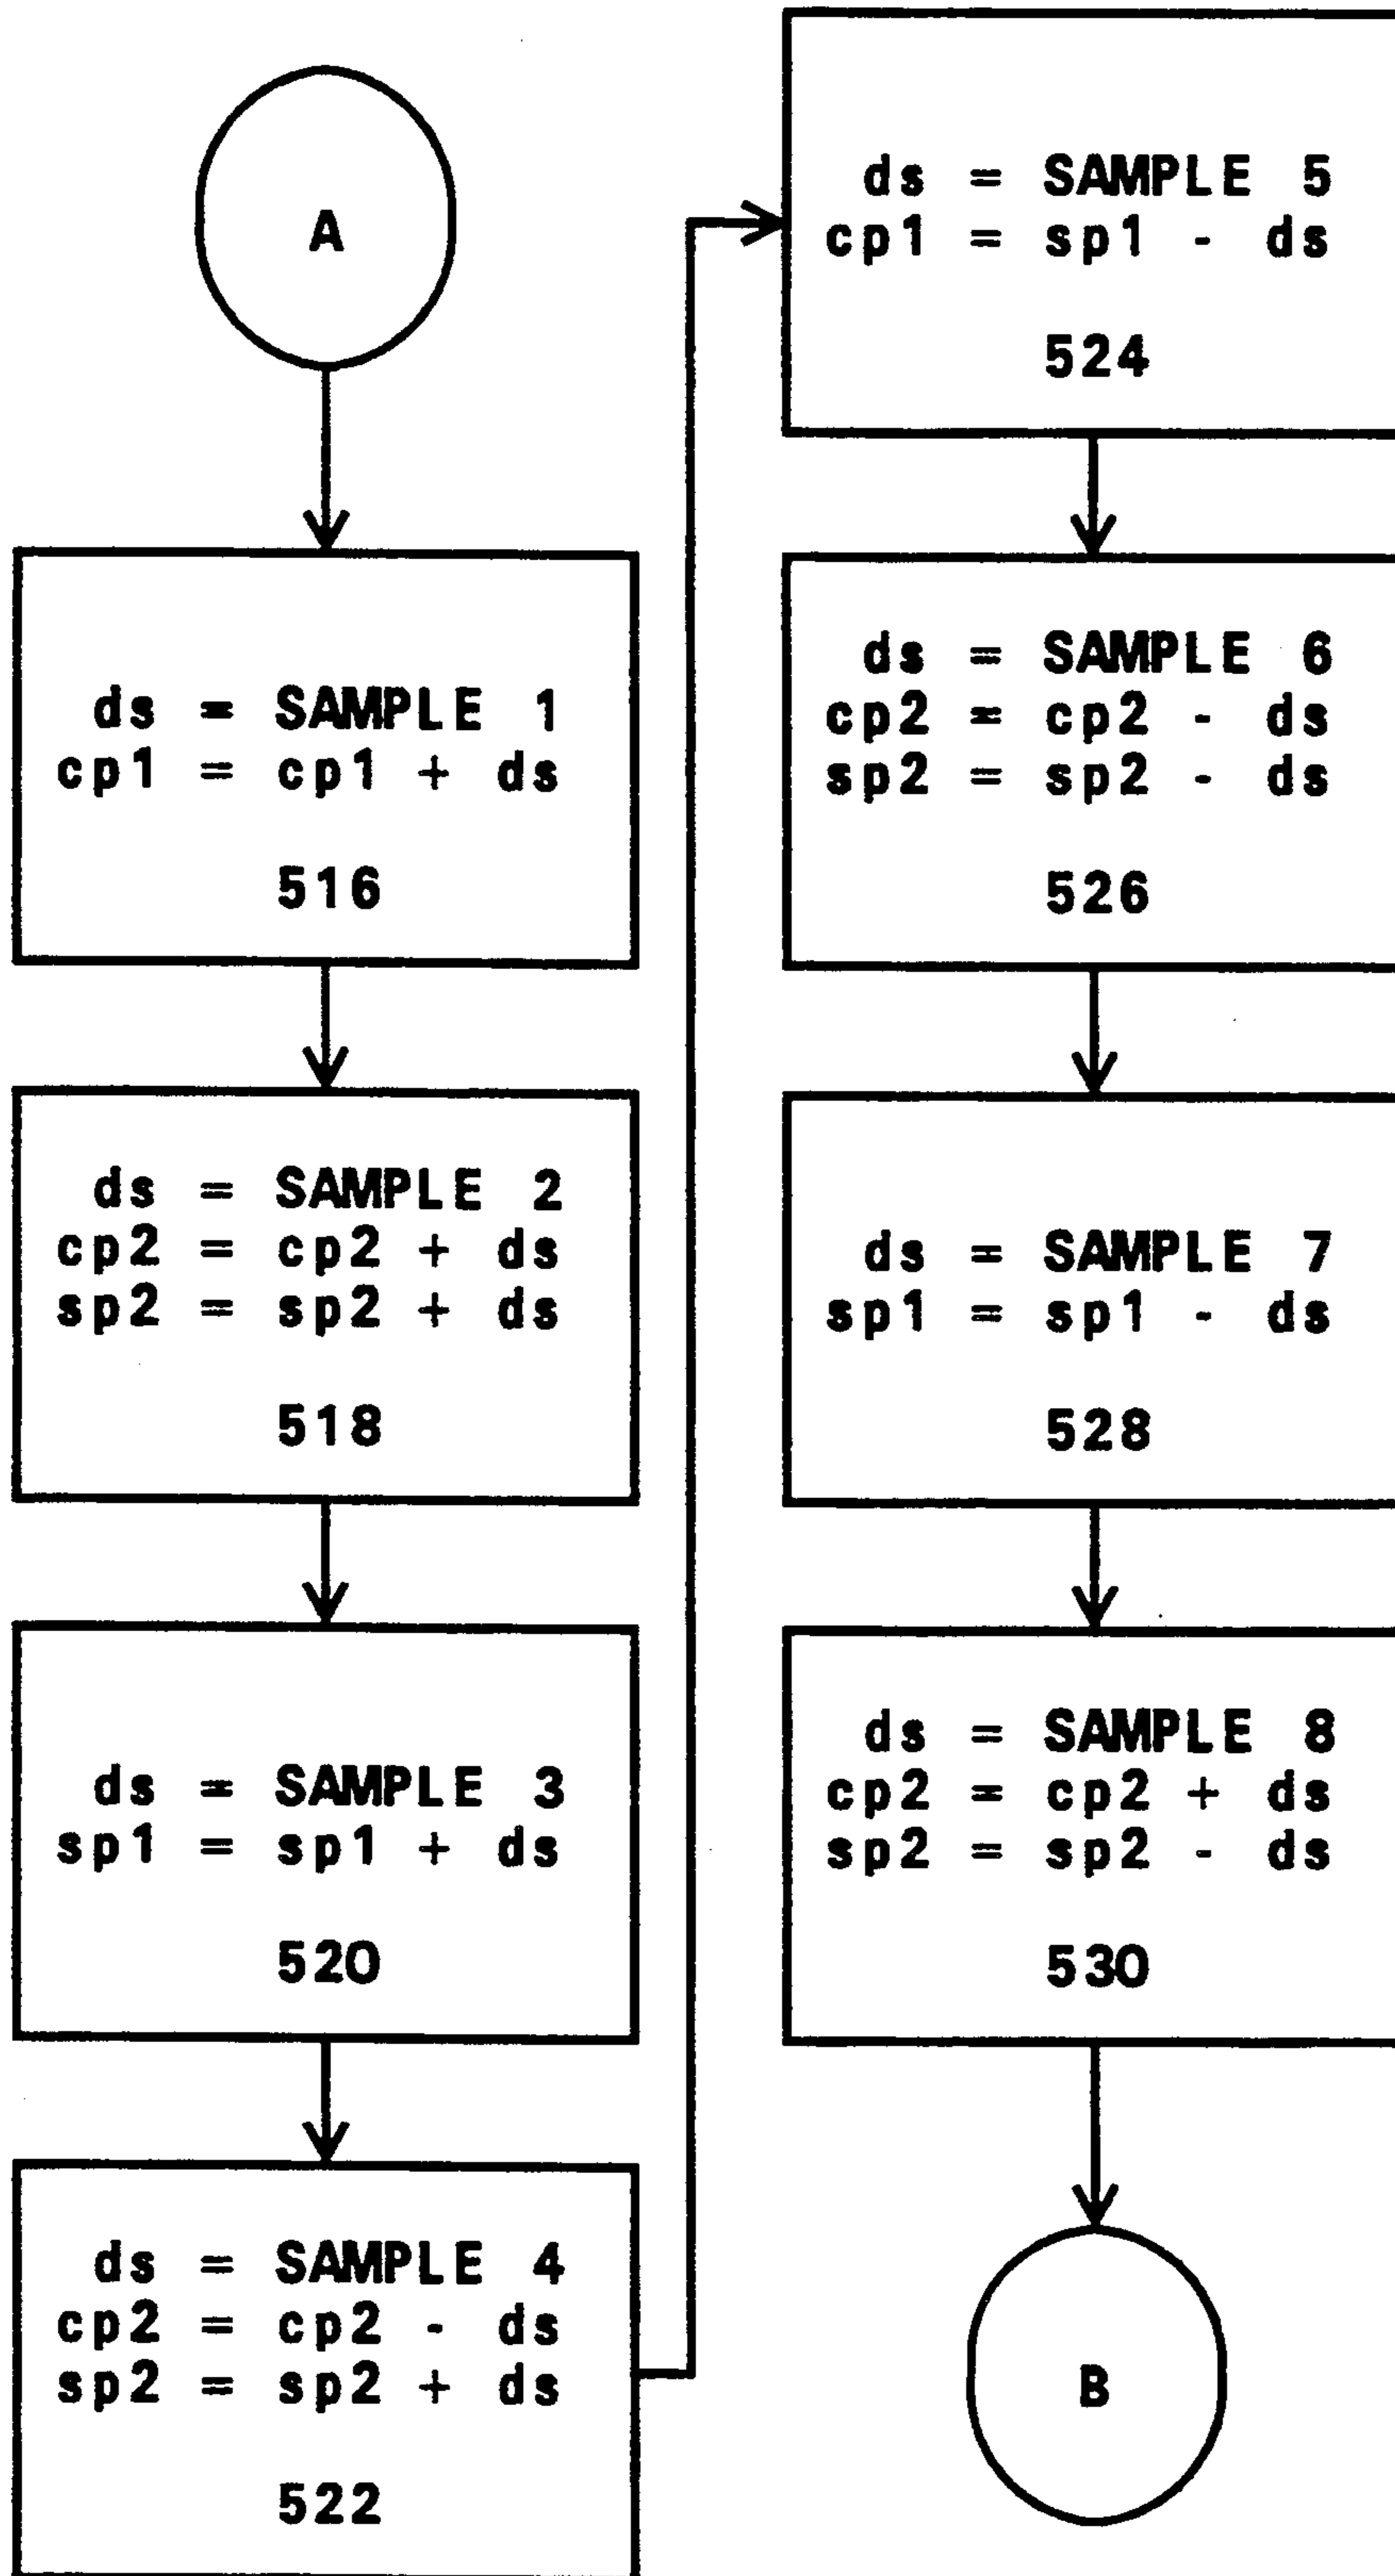 A
ds = SAMPLE 1
cp1 = cp1 + ds
516
ds = SAMPLE 2
cp2 = cp2 + ds
sp2 = sp2 + ds
518
ds = SAMPLE 3
sp1 = sp1 + ds
520
ds = SAMPLE 4
cp2 = cp2 - ds
sp2 = sp2 + ds
522
ds = SAMPLE 5
cp1 = sp1 - ds
524
ds = SAMPLE 6
cp2 = cp2 - ds
sp2 = sp2 - ds
526
ds = SAMPLE 7
sp1 = sp1 - ds
528
ds = SAMPLE 8
cp2 = cp2 + ds
sp2 = sp2 - ds
530
B